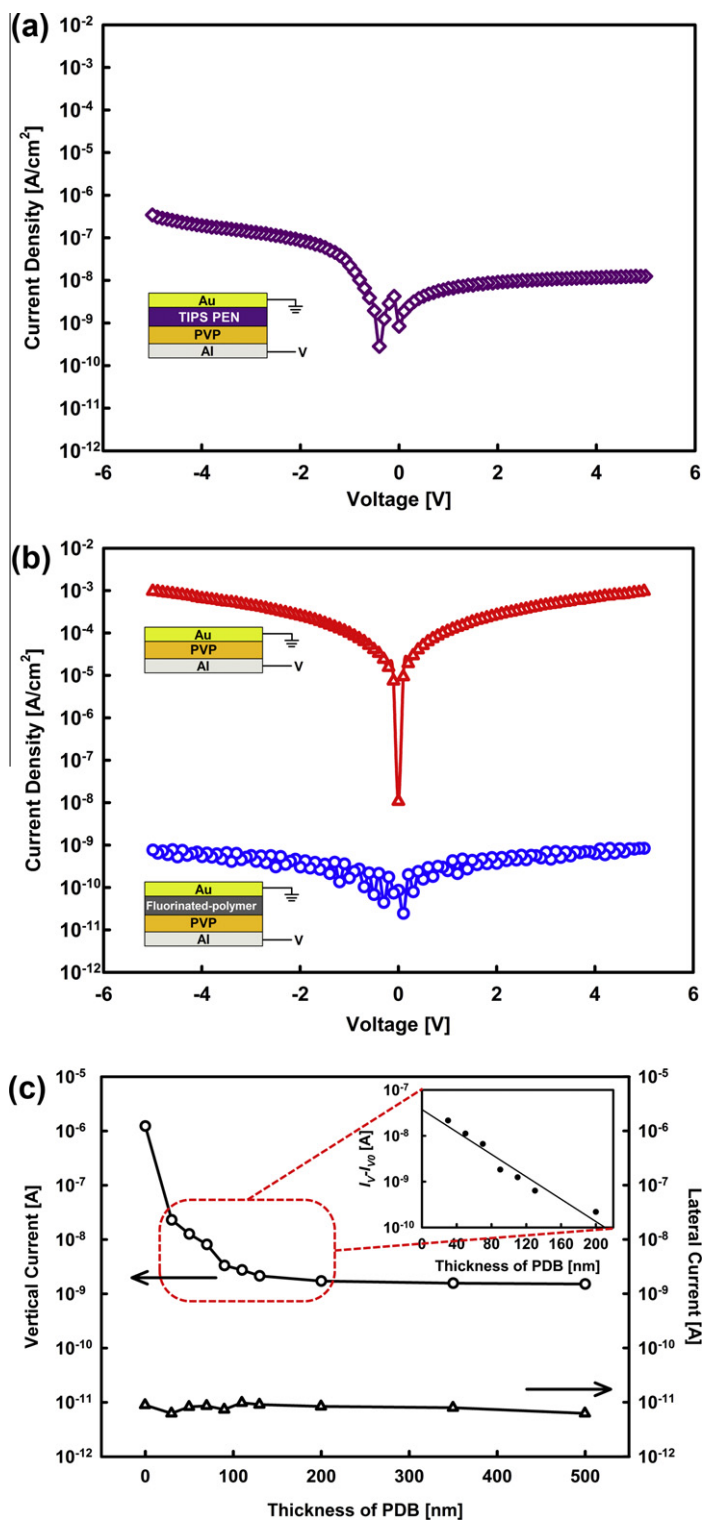 (a)
10⁻²
10⁻³
10⁻⁴
10⁻⁵
10⁻⁶
10⁻⁷
10⁻⁸
10⁻⁹
10⁻¹⁰
10⁻¹¹
10⁻¹²
Current Density [A/cm²]
Au
TIPS PEN
PVP
Al
V
-6 -4 -2 0 2 4 6
Voltage [V]
(b)
10⁻²
10⁻³
10⁻⁴
10⁻⁵
10⁻⁶
10⁻⁷
10⁻⁸
10⁻⁹
10⁻¹⁰
10⁻¹¹
10⁻¹²
Current Density [A/cm²]
Au
PVP
Al
V
Au
Fluorinated-polymer
PVP
Al
V
-6 -4 -2 0 2 4 6
Voltage [V]
(c)
10⁻⁵
10⁻⁶
10⁻⁷
10⁻⁸
10⁻⁹
10⁻¹⁰
10⁻¹¹
10⁻¹²
Vertical Current [A]
10⁻⁷
10⁻⁸
10⁻⁹
10⁻¹⁰
I_V-I_V0 [A]
0 40 80 120 160 200
Thickness of PDB [nm]
10⁻⁵
10⁻⁶
10⁻⁷
10⁻⁸
10⁻⁹
10⁻¹⁰
10⁻¹¹
10⁻¹²
Lateral Current [A]
0 100 200 300 400 500
Thickness of PDB [nm]